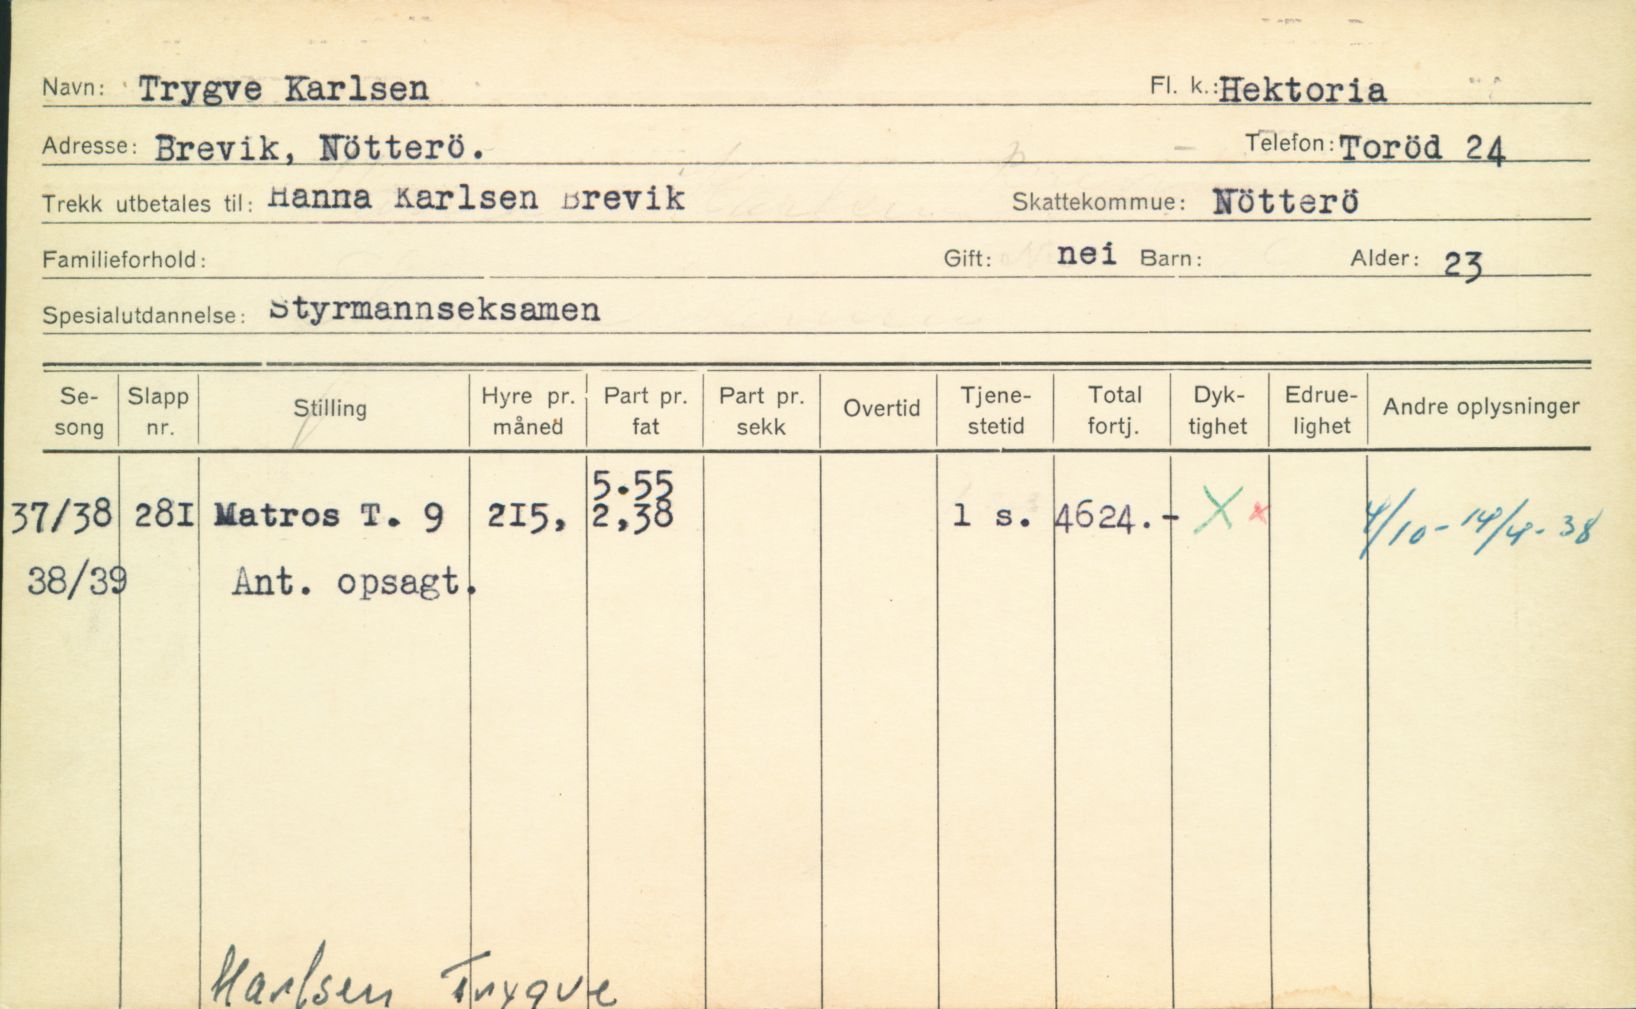 Navn: Trygve Karlsen Fl. k.: Hektoria
Adresse: Brevik, Nötterö. Telefon: Toröd 24
Trekk utbetales til: Hanna Karlsen Brevik Skattekommue: Nötterö
Familieforhold: Gift: nei Barn: Alder: 23
Spesialutdannelse: Styrmannseksamen
Se-song Slapp nr. Stilling Hyre pr. måned Part pr. fat Part pr. sekk Overtid Tjene-stetid Total fortj. Dyk-tighet Edrue-lighet Andre oplysninger
5.55
37/38 28I Matros T. 9 2I5, 2,38 1 s. 4624.- X x 4/10 - 14/4 - 38
38/39 Ant. opsagt.
Karlsen Trygve